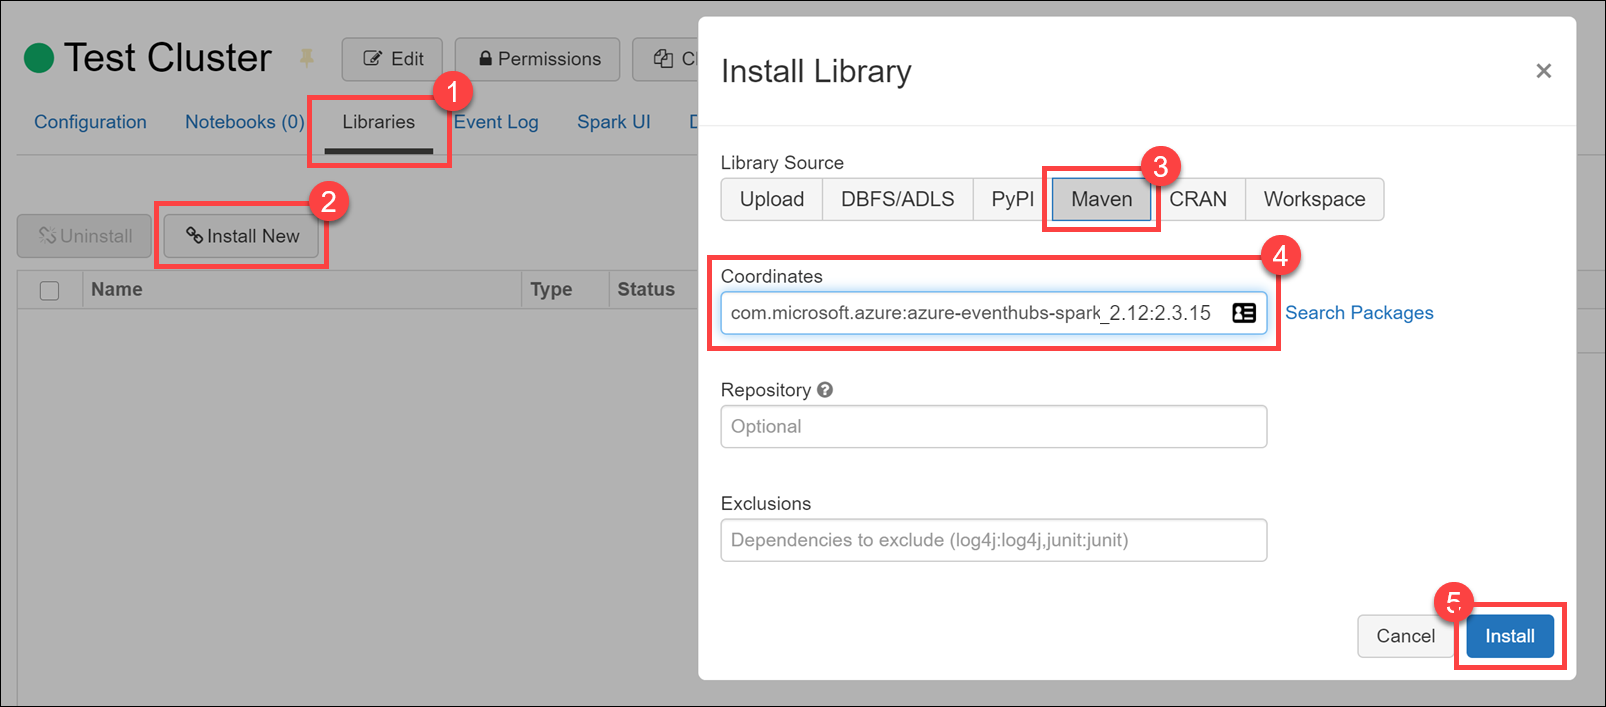 Test Cluster
Edit
Permissions
Cl
Configuration
Notebooks (0)
Libraries
1
Event Log
Spark UI
D
Uninstall
Install New
2
Name
Type
Status
Install Library
×
Library Source
Upload
DBFS/ADLS
PyPI
Maven
3
CRAN
Workspace
4
Coordinates
com.microsoft.azure:azure-eventhubs-spark_2.12:2.3.15
Search Packages
Repository ?
Optional
Exclusions
Dependencies to exclude (log4j:log4j,junit:junit)
5
Cancel
Install